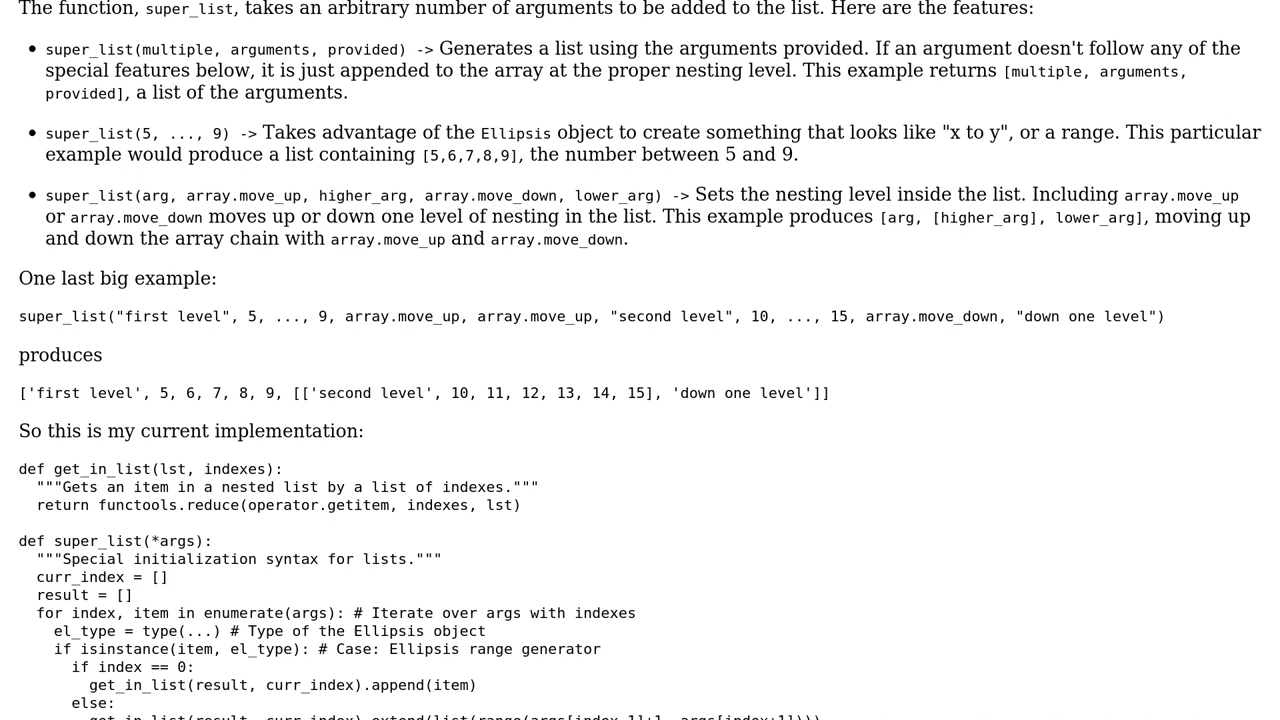 The function, super_list, takes an arbitrary number of arguments to be added to the list. Here are the features:
• super_list(multiple, arguments, provided) -> Generates a list using the arguments provided. If an argument doesn't follow any of the
special features below, it is just appended to the array at the proper nesting level. This example returns [multiple, arguments,
provided], a list of the arguments.
• super_list(5, ..., 9) -> Takes advantage of the Ellipsis object to create something that looks like "x to y", or a range. This particular
example would produce a list containing [5,6,7,8,9], the number between 5 and 9.
• super_list(arg, array.move_up, higher_arg, array.move_down, lower_arg) -> Sets the nesting level inside the list. Including array.move_up
or array.move_down moves up or down one level of nesting in the list. This example produces [arg, [higher_arg], lower_arg], moving up
and down the array chain with array.move_up and array.move_down.
One last big example:
super_list("first level", 5, ..., 9, array.move_up, array.move_up, "second level", 10, ..., 15, array.move_down, "down one level")
produces
['first level', 5, 6, 7, 8, 9, [['second level', 10, 11, 12, 13, 14, 15], 'down one level']]
So this is my current implementation:
def get_in_list(lst, indexes):
  """Gets an item in a nested list by a list of indexes."""
  return functools.reduce(operator.getitem, indexes, lst)
def super_list(*args):
  """Special initialization syntax for lists."""
  curr_index = []
  result = []
  for index, item in enumerate(args): # Iterate over args with indexes
    el_type = type(...) # Type of the Ellipsis object
    if isinstance(item, el_type): # Case: Ellipsis range generator
      if index == 0:
        get_in_list(result, curr_index).append(item)
      else:
        get_in_list(result, curr_index).extend(list(range(args[index-1]+1, args[index+1])))